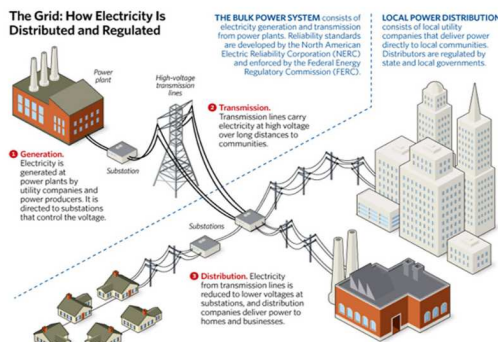 The Grid: How Electricity Is
Distributed and Regulated
THE BULK POWER SYSTEM consists of
electricity generation and transmission
from power plants. Reliability standards
are developed by the North American
Electric Reliability Corporation (NERC)
and enforced by the Federal Energy
Regulatory Commission (FERC).
LOCAL POWER DISTRIBUTION
consists of local utility
companies that deliver power
directly to local communities.
Distributors are regulated by
state and local governments.
Power
plant
High-voltage
transmission
lines
Substation
1 Generation.
Electricity is
generated at
power plants by
utility companies and
power producers. It is
directed to substations
that control the voltage.
2 Transmission.
Transmission lines carry
electricity at high voltage
over long distances to
communities.
Substations
3 Distribution. Electricity
from transmission lines is
reduced to lower voltages at
substations, and distribution
companies deliver power to
homes and businesses.